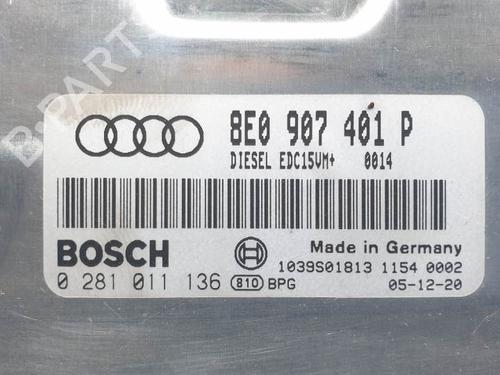 B-PARTS
8E0 907 401 P
DIESEL EDC15VM+ 0014
BOSCH
Made in Germany
1039S01813 1154 0002
0 281 011 136 810 BPG 05-12-20